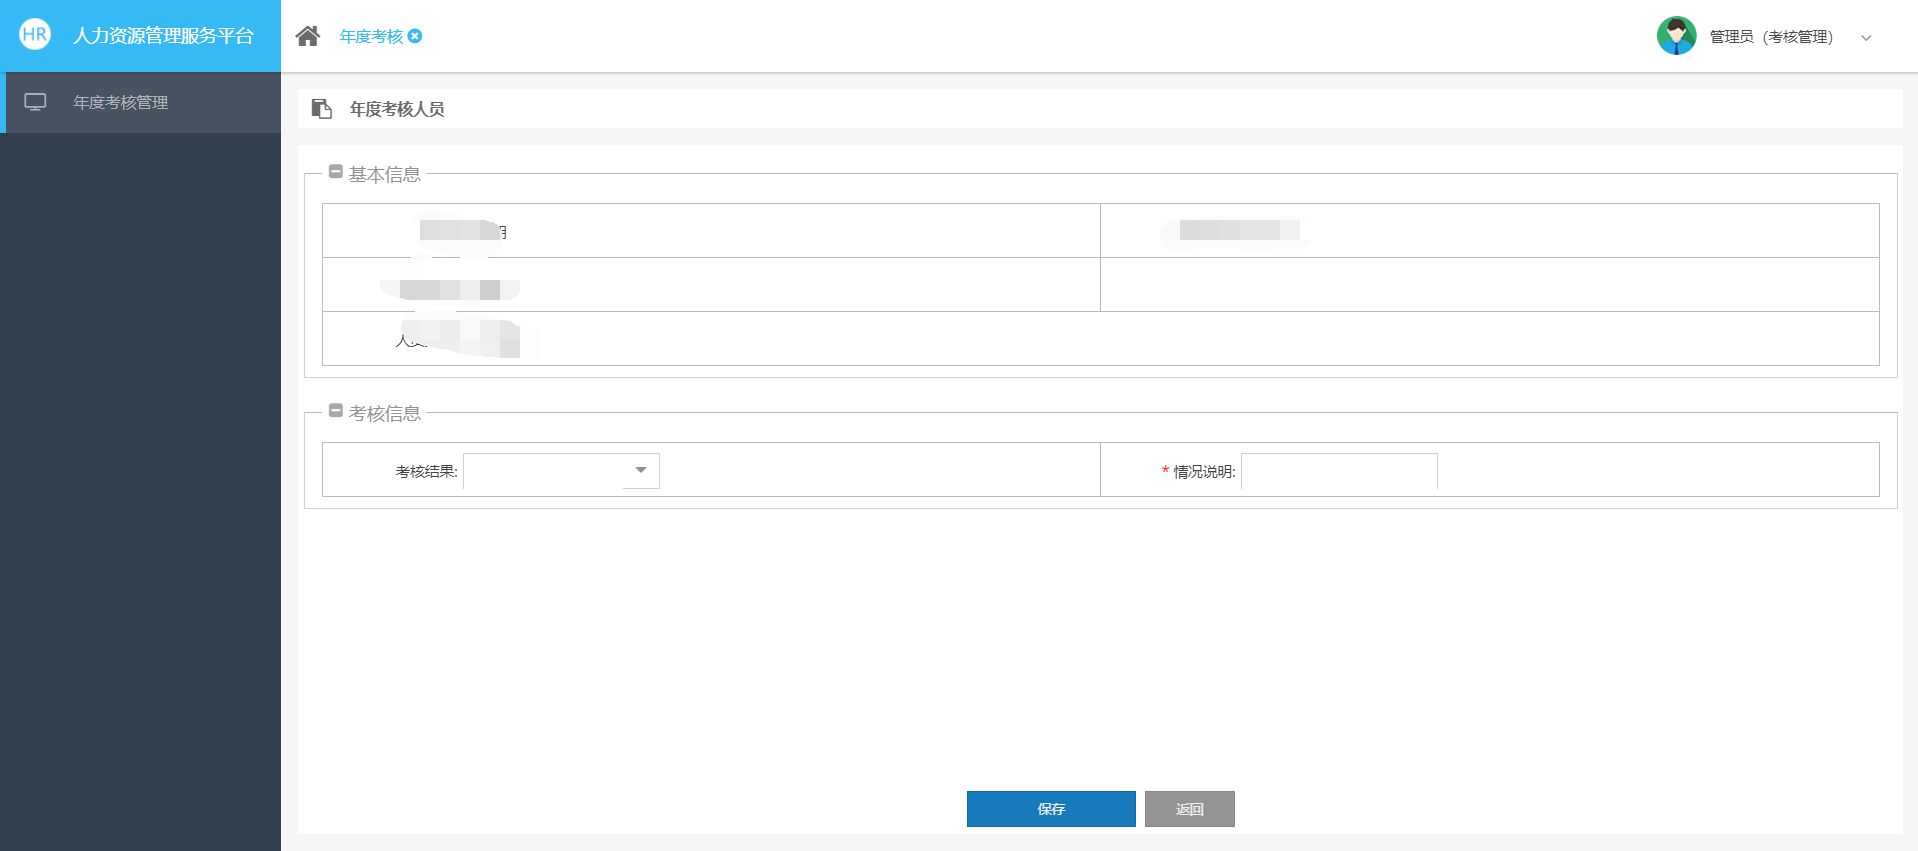 HR 人力资源管理服务平台
年度考核
管理员（考核管理）
年度考核管理
年度考核人员
基本信息
人
考核信息
考核结果:
* 情况说明:
保存
返回